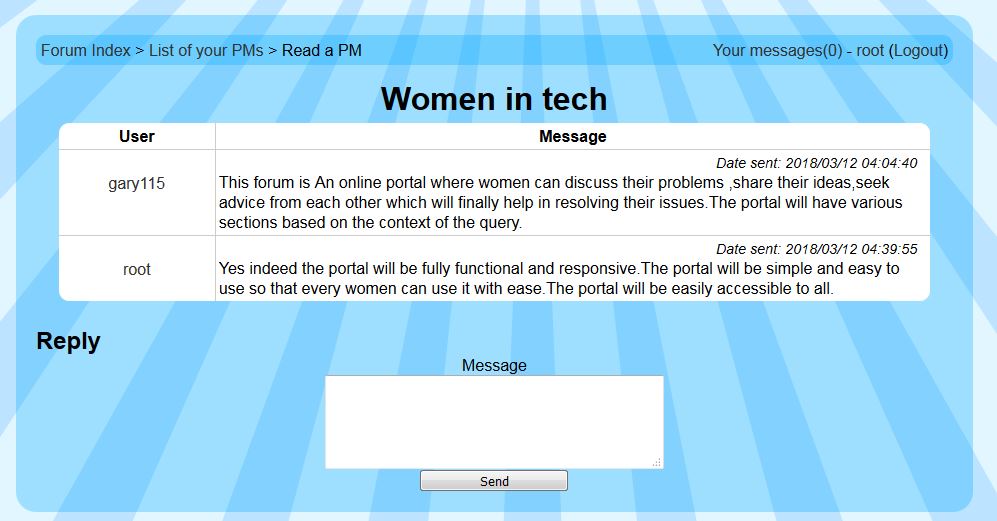 Forum Index > List of your PMs > Read a PM
Your messages(0) - root (Logout)
Women in tech
User
Message
gary115
Date sent: 2018/03/12 04:04:40
This forum is An online portal where women can discuss their problems ,share their ideas,seek
advice from each other which will finally help in resolving their issues.The portal will have various
sections based on the context of the query.
root
Date sent: 2018/03/12 04:39:55
Yes indeed the portal will be fully functional and responsive.The portal will be simple and easy to
use so that every women can use it with ease.The portal will be easily accessible to all.
Reply
Message
Send